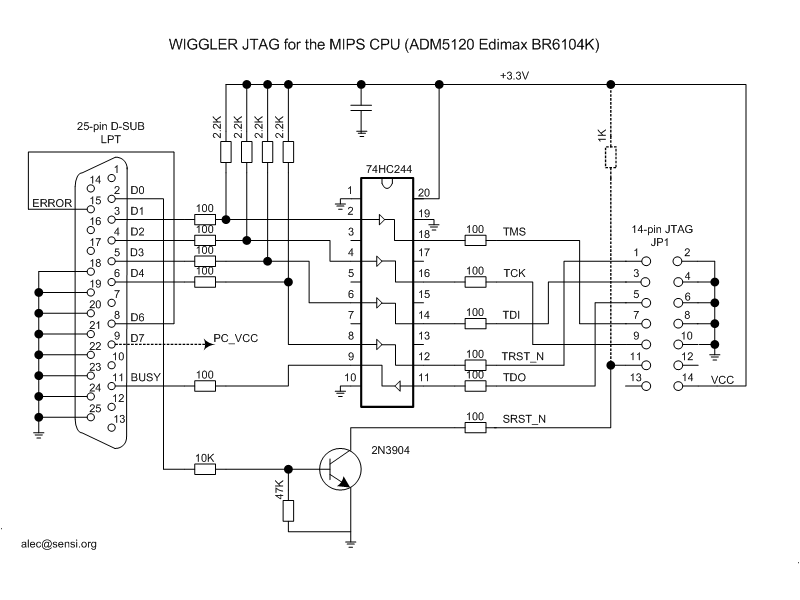 WIGGLER JTAG for the MIPS CPU (ADM5120 Edimax BR6104K)
+3.3V
25-pin D-SUB
LPT
2.2K
2.2K
2.2K
2.2K
1K
74HC244
14-pin JTAG
JP1
ERROR
1
14
2
D0
15
3
D1
16
4
D2
17
5
D3
18
6
D4
19
7
20
8
D6
21
9
D7
22
10
23
11
BUSY
24
12
25
13
PC_VCC
100
100
100
100
100
1
2
3
4
5
6
7
8
9
10
20
19
18
17
16
15
14
13
12
11
100
TMS
100
TCK
100
TDI
100
TRST_N
100
TDO
100
SRST_N
1
2
3
4
5
6
7
8
9
10
11
12
13
14
VCC
10K
47K
2N3904
alec@sensi.org